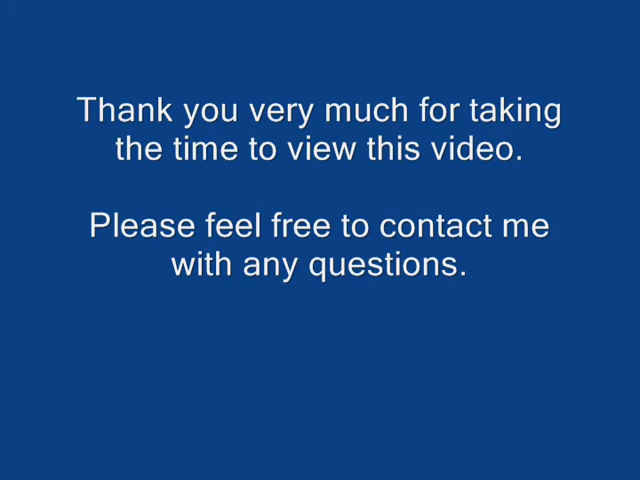 Thank you very much for taking
the time to view this video.
Please feel free to contact me
with any questions.